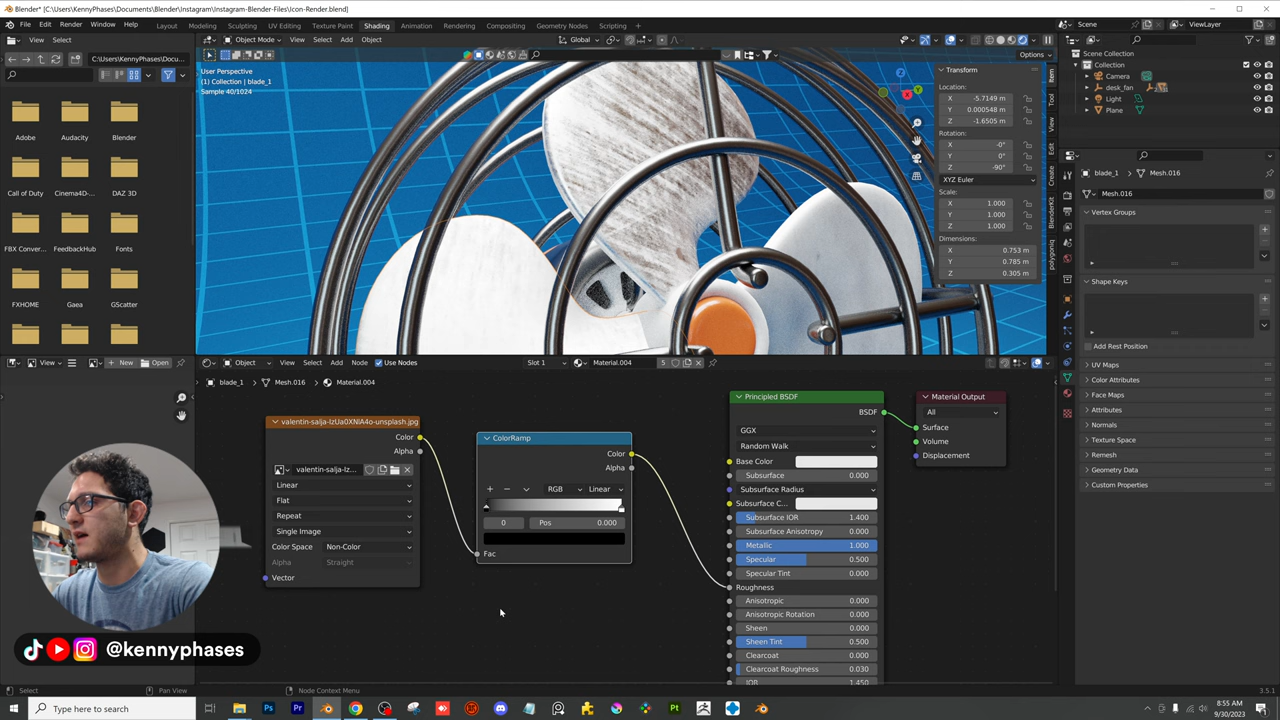 Blender* [C:\Users\KennyPhases\Documents\Blender\Instagram\Instagram-Blender-Files\Icon-Render.blend]
File Edit Render Window Help Layout Modeling Sculpting UV Editing Texture Paint Shading Animation Rendering Compositing Geometry Nodes Scripting Scene ViewLayer
View Select Object Mode View Select Add Object Global
C:\Users\KennyPhases\Documen... Options
User Perspective
(1) Collection | blade_1
Sample 40/1024
Adobe Audacity Blender
Call of Duty Cinema4D-... DAZ 3D
FBX Conver... FeedbackHub Fonts
FXHOME Gaea GScatter
Transform
Location:
X -5.7149 m
Y 0.000548 m
Z -1.6505 m
Rotation:
X -0°
Y 0°
Z -90°
XYZ Euler
Scale:
X 1.000
Y 1.000
Z 1.000
Dimensions:
X 0.753 m
Y 0.785 m
Z 0.305 m
Item
Tool
View
Edit
Create
BlenderKit
polygoniq
Scene Collection
Collection
Camera
desk_fan
Light
Plane
blade_1 Mesh.016
Mesh.016
Vertex Groups
Shape Keys
Add Rest Position
UV Maps
Color Attributes
Face Maps
Attributes
Normals
Texture Space
Remesh
Geometry Data
Custom Properties
View New Open Object View Select Add Node Use Nodes Slot 1 Material.004 5
blade_1 Mesh.016 Material.004
valentin-salja-IzUa0XNlA4o-unsplash.jpg
Color
Alpha
valentin-salja-Iz...
Linear
Flat
Repeat
Single Image
Color Space Non-Color
Alpha Straight
Vector
ColorRamp
Color
Alpha
RGB Linear
0 Pos 0.000
Fac
Principled BSDF
BSDF
GGX
Random Walk
Base Color
Subsurface 0.000
Subsurface Radius
Subsurface C...
Subsurface IOR 1.400
Subsurface Anisotropy 0.000
Metallic 1.000
Specular 0.500
Specular Tint 0.000
Roughness
Anisotropic 0.000
Anisotropic Rotation 0.000
Sheen 0.000
Sheen Tint 0.500
Clearcoat 0.000
Clearcoat Roughness 0.030
IOR 1.450
Material Output
All
Surface
Volume
Displacement
@kennyphases
Select Pan View Node Context Menu 3.5.1
Type here to search
8:55 AM
9/30/2023